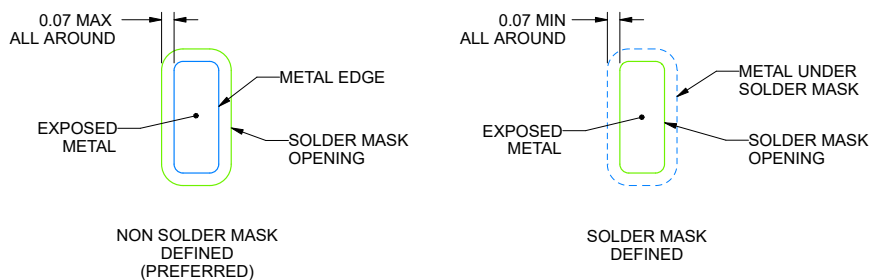 0.07 MAX
ALL AROUND
METAL EDGE
EXPOSED
METAL
SOLDER MASK
OPENING
NON SOLDER MASK
DEFINED
(PREFERRED)
0.07 MIN
ALL AROUND
METAL UNDER
SOLDER MASK
EXPOSED
METAL
SOLDER MASK
OPENING
SOLDER MASK
DEFINED